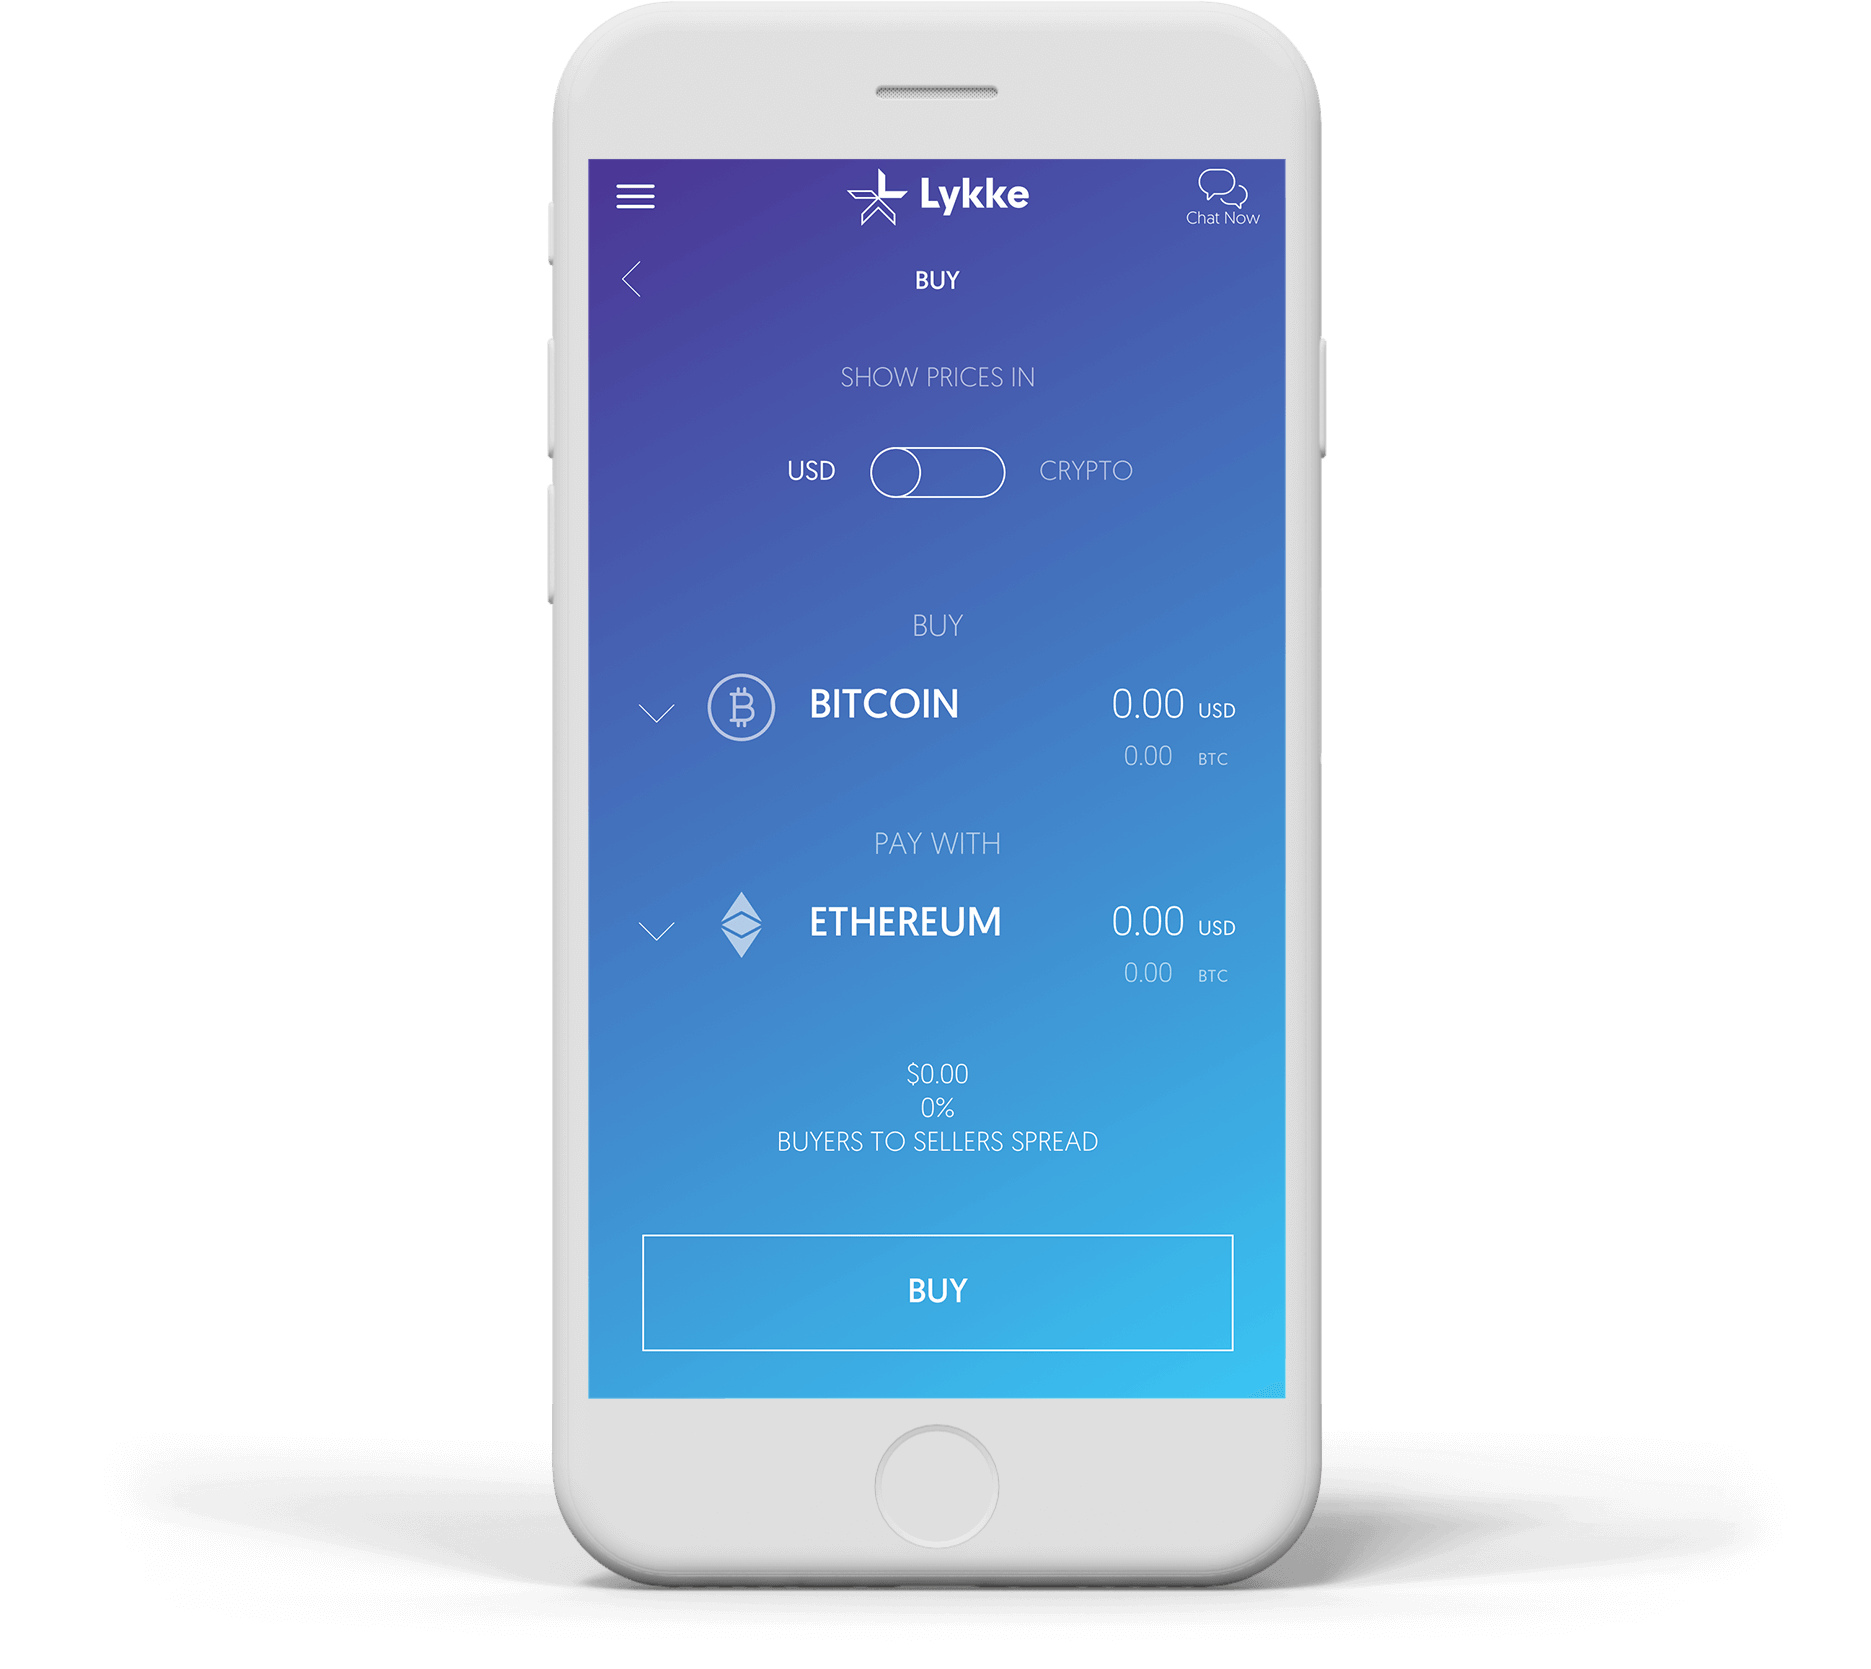 Lykke
Chat Now
BUY
SHOW PRICES IN
USD CRYPTO
BUY
BITCOIN 0.00 USD
0.00 BTC
PAY WITH
ETHEREUM 0.00 USD
0.00 BTC
$0.00
0%
BUYERS TO SELLERS SPREAD
BUY